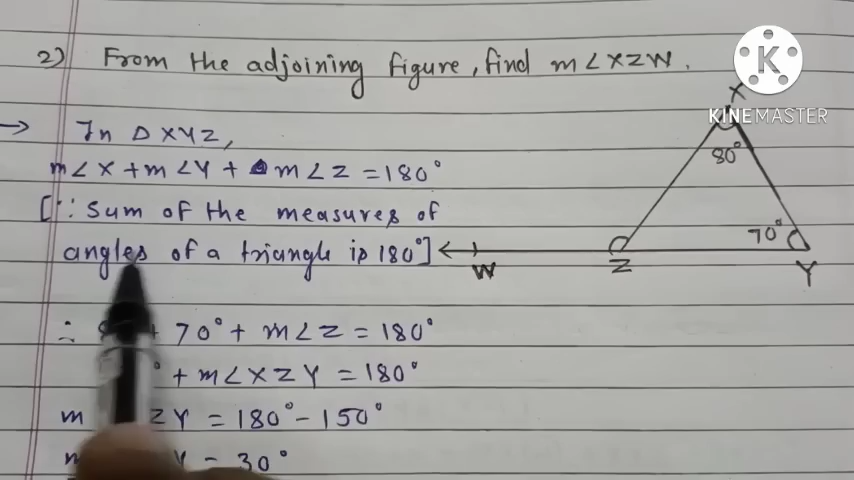 2) From the adjoining figure, find m∠XZW.
→ In ΔXYZ,
m∠X + m∠Y + m∠Z = 180°
[∵ Sum of the measures of
angles of a triangle is 180°]
∴ + 70° + m∠Z = 180°
° + m∠XZY = 180°
m ZY = 180° - 150°
Y = 30°
X
80°
70°
W
Z
Y
K
KINEMASTER